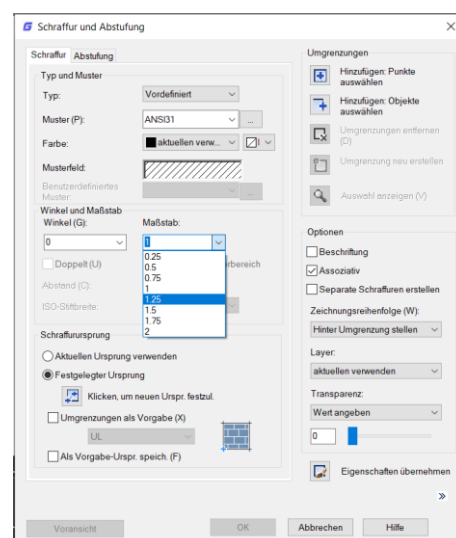 Schraffur und Abstufung
Schraffur Abstufung
Typ und Muster
Typ: Vordefiniert
Muster (P): ANSI31 ...
Farbe: aktuellen verw...
Musterfeld:
Benutzerdefiniertes
Muster: ...
Winkel und Maßstab
Winkel (G): Maßstab:
0 1
0.25
Doppelt (U) 0.5 rbereich
0.75
Abstand (C): 1
1.25
ISO-Stiftbreite: 1.5
1.75
2
Schraffurursprung
Aktuellen Ursprung verwenden
Festgelegter Ursprung
Klicken, um neuen Urspr. festzul.
Umgrenzungen als Vorgabe (X)
UL
Als Vorgabe-Urspr. speich. (F)
Umgrenzungen
Hinzufügen: Punkte
auswählen
Hinzufügen: Objekte
auswählen
Umgrenzungen entfernen
(D)
Umgrenzung neu erstellen
Auswahl anzeigen (V)
Optionen
Beschriftung
Assoziativ
Separate Schraffuren erstellen
Zeichnungsreihenfolge (W):
Hinter Umgrenzung stellen
Layer:
aktuellen verwenden
Transparenz:
Wert angeben
0
Eigenschaften übernehmen
Voransicht OK Abbrechen Hilfe